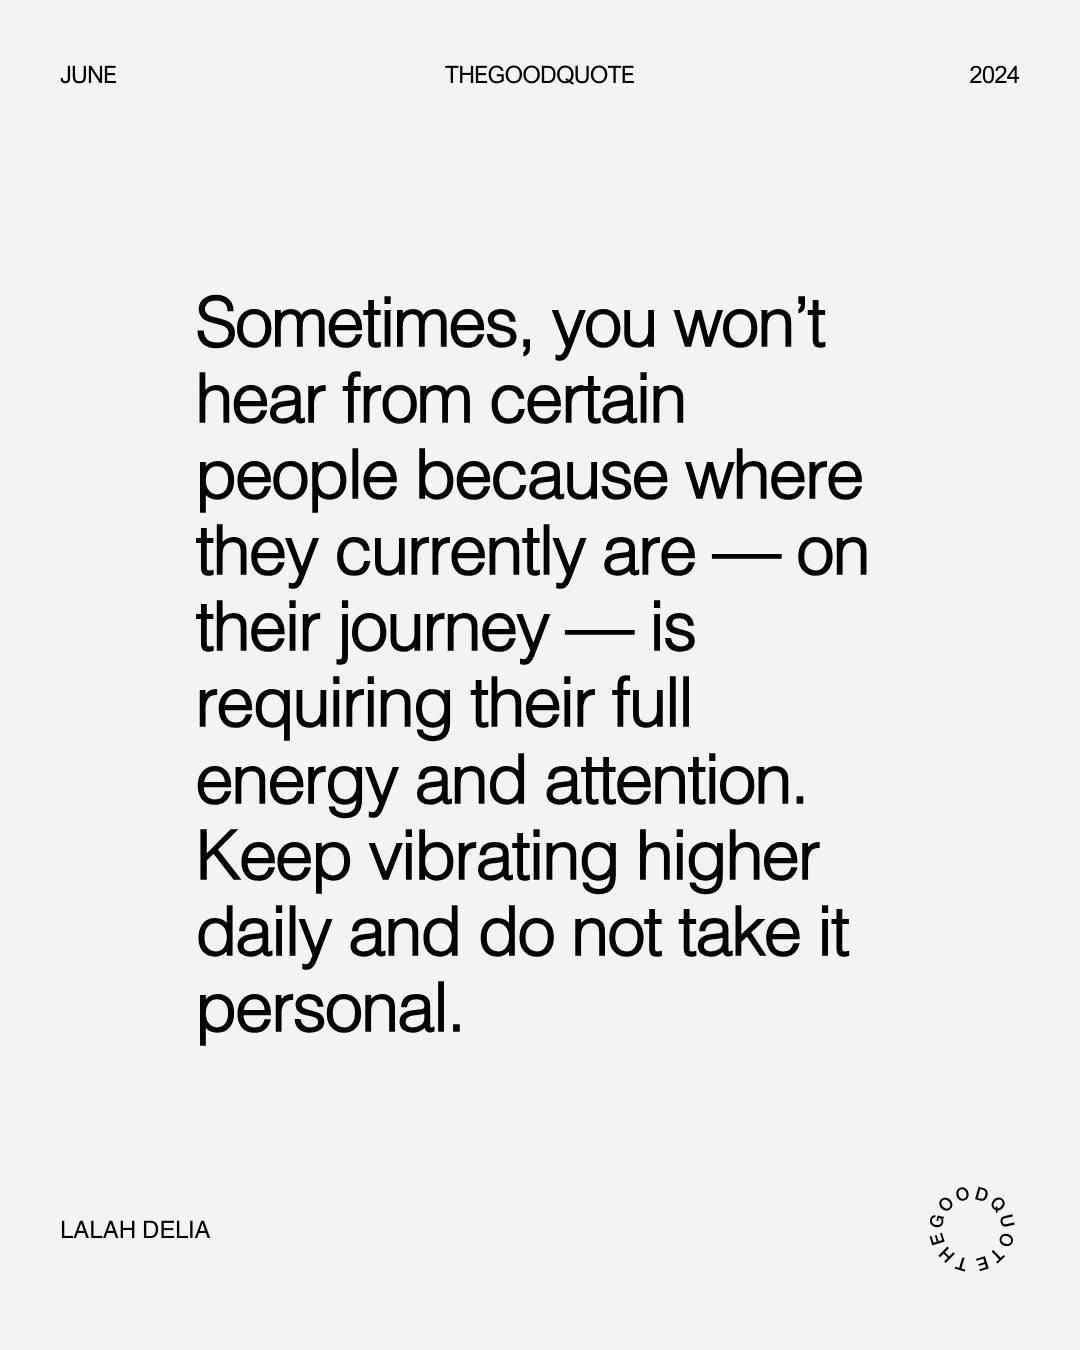 JUNE THEGOODQUOTE 2024
Sometimes, you won’t
hear from certain
people because where
they currently are — on
their journey — is
requiring their full
energy and attention.
Keep vibrating higher
daily and do not take it
personal.
LALAH DELIA
THEGOODQUOTE